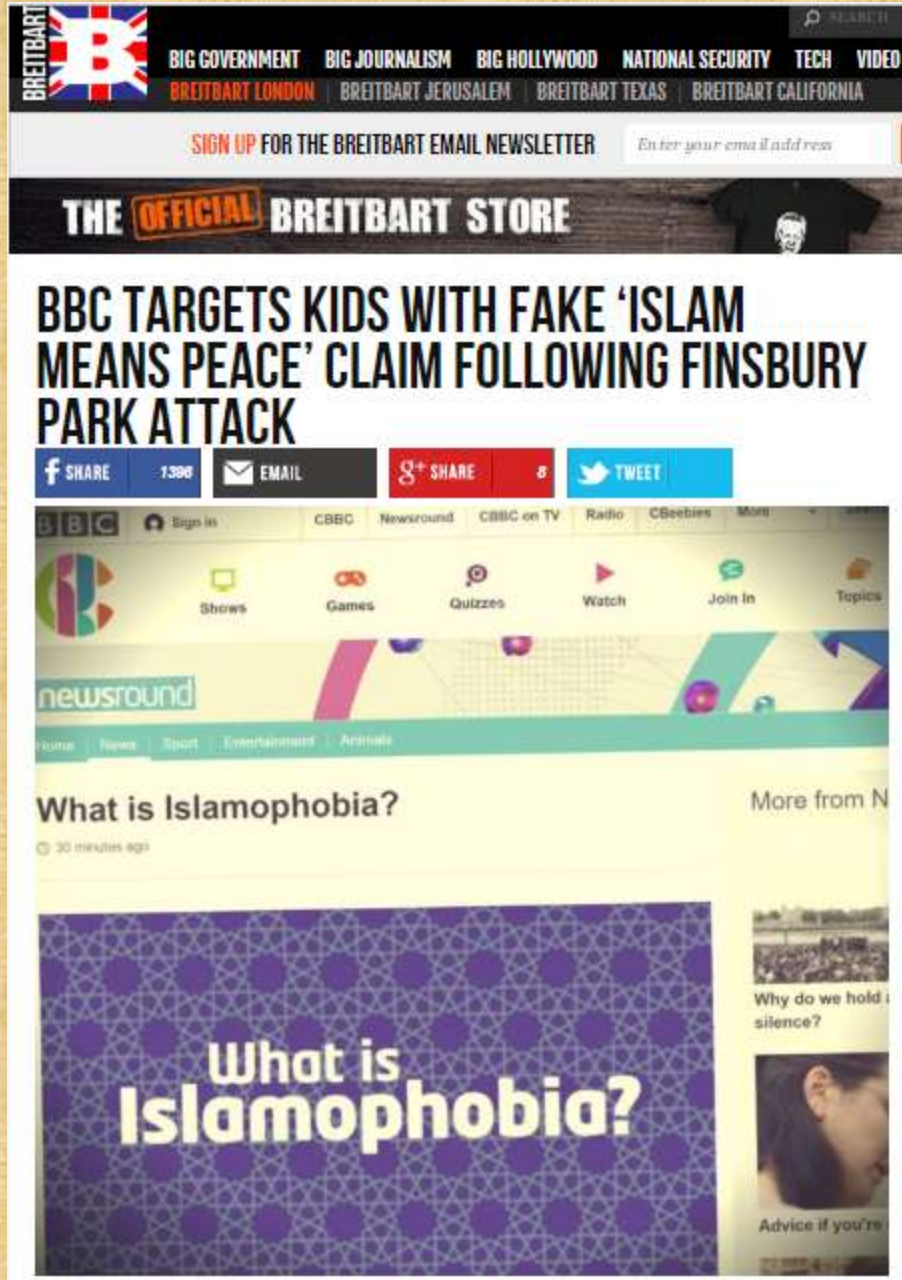 BREITBART
B
SEARCH
BIG GOVERNMENT BIG JOURNALISM BIG HOLLYWOOD NATIONAL SECURITY TECH VIDEO
BREITBART LONDON | BREITBART JERUSALEM | BREITBART TEXAS | BREITBART CALIFORNIA
SIGN UP FOR THE BREITBART EMAIL NEWSLETTER Enter your email address
THE OFFICIAL BREITBART STORE
BBC TARGETS KIDS WITH FAKE ‘ISLAM
MEANS PEACE’ CLAIM FOLLOWING FINSBURY
PARK ATTACK
f SHARE 1396 EMAIL g+ SHARE 8 TWEET
BBC Sign in CBBC Newsround CBBC on TV Radio CBeebies More
Shows Games Quizzes Watch Join In Topics
newsround
Home News Sport Entertainment Animals
What is Islamophobia?
30 minutes ago
More from N
What is
Islamophobia?
Why do we hold a
silence?
Advice if you're